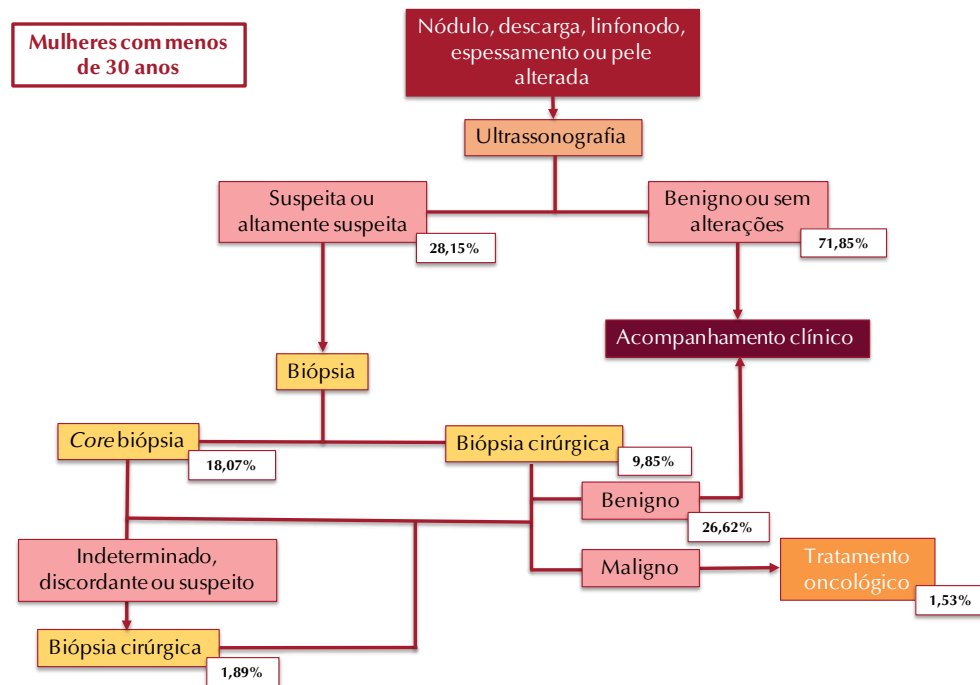 Mulheres com menos
de 30 anos
Nódulo, descarga, linfonodo,
espessamento ou pele
alterada
Ultrassonografia
Suspeita ou
altamente suspeita
28,15%
Benigno ou sem
alterações
71,85%
Acompanhamento clínico
Biópsia
Core biópsia
18,07%
Biópsia cirúrgica
9,85%
Benigno
26,62%
Indeterminado,
discordante ou suspeito
Maligno
Tratamento
oncológico
1,53%
Biópsia cirúrgica
1,89%